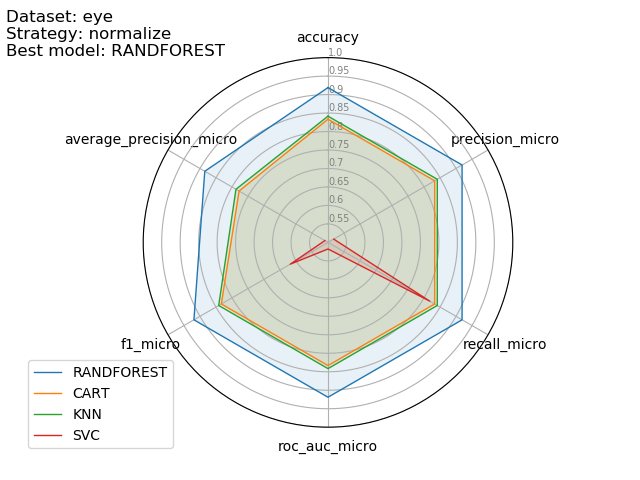 Dataset: eye
Strategy: normalize
Best model: RANDFOREST
accuracy
1.0
0.95
0.9
0.85
0.8
0.75
0.7
0.65
0.6
0.55
average_precision_micro
precision_micro
f1_micro
recall_micro
roc_auc_micro
RANDFOREST
CART
KNN
SVC